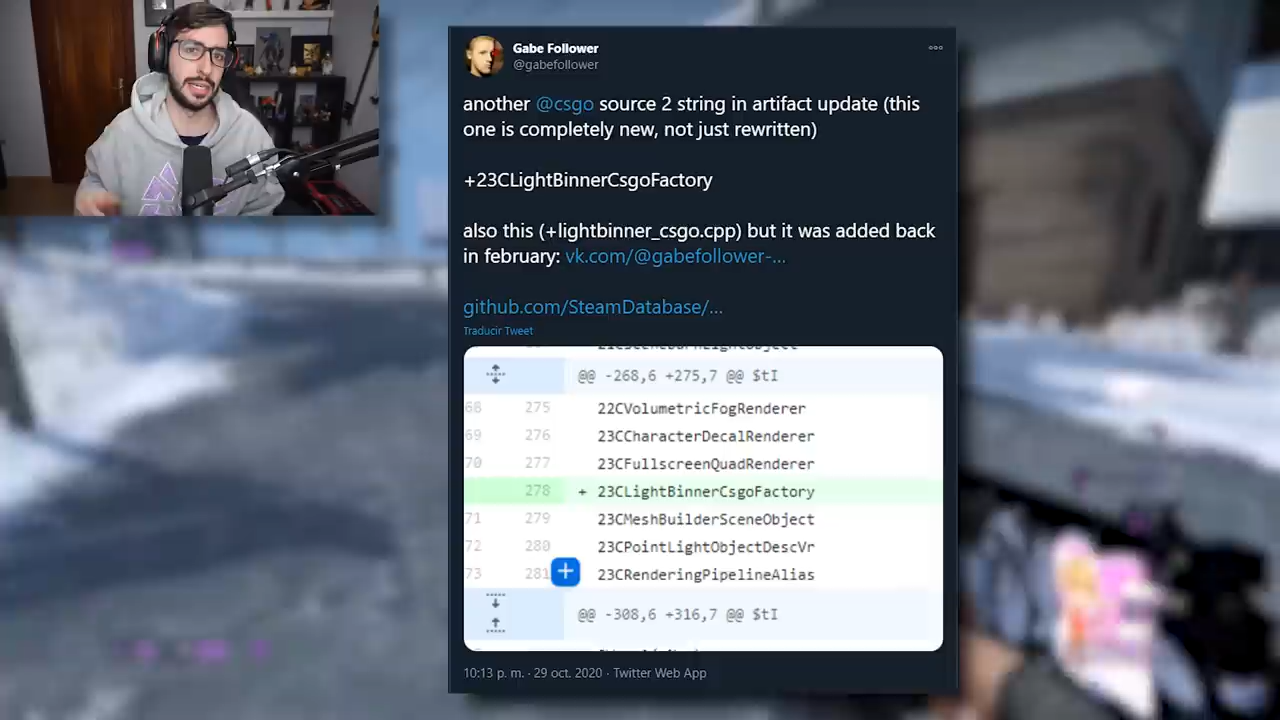 Gabe Follower
@gabefollower
another @csgo source 2 string in artifact update (this
one is completely new, not just rewritten)
+23CLightBinnerCsgoFactory
also this (+lightbinner_csgo.cpp) but it was added back
in february: vk.com/@gabefollower-...
github.com/SteamDatabase/...
Traducir Tweet
@@ -268,6 +275,7 @@ $tI
68 275 22CVolumetricFogRenderer
69 276 23CCharacterDecalRenderer
70 277 23CFullscreenQuadRenderer
278 + 23CLightBinnerCsgoFactory
71 279 23CMeshBuilderSceneObject
72 280 23CPointLightObjectDescVr
73 281 23CRenderingPipelineAlias
@@ -308,6 +316,7 @@ $tI
10:13 p. m. · 29 oct. 2020 · Twitter Web App